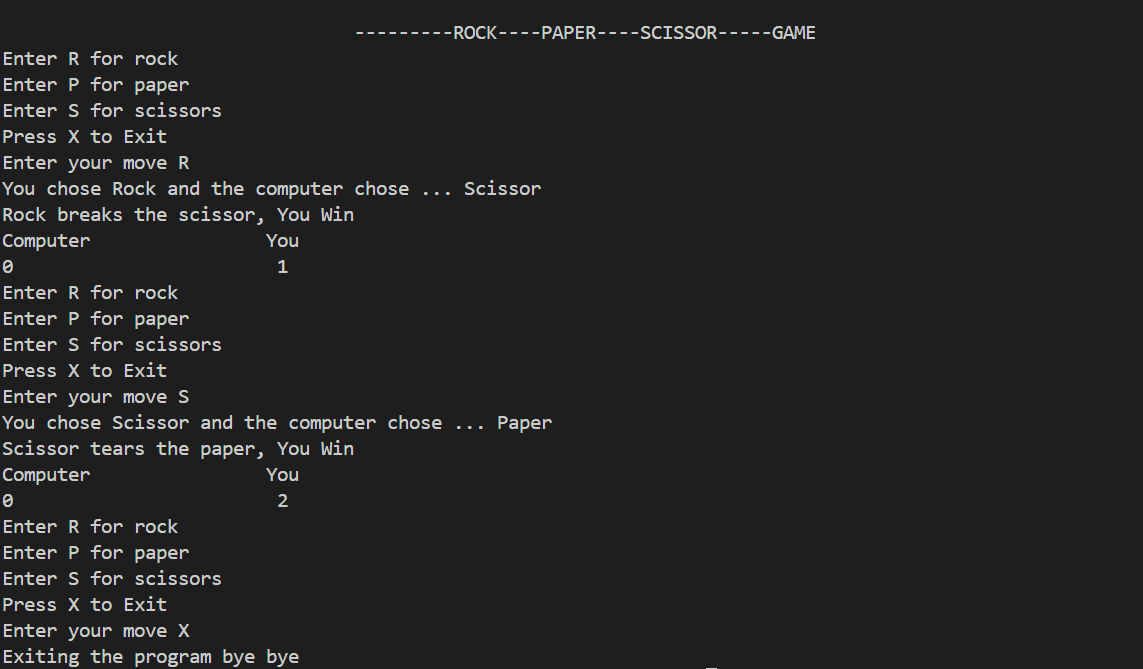 ---------ROCK----PAPER----SCISSOR-----GAME
Enter R for rock
Enter P for paper
Enter S for scissors
Press X to Exit
Enter your move R
You chose Rock and the computer chose ... Scissor
Rock breaks the scissor, You Win
Computer                You
0                        1
Enter R for rock
Enter P for paper
Enter S for scissors
Press X to Exit
Enter your move S
You chose Scissor and the computer chose ... Paper
Scissor tears the paper, You Win
Computer                You
0                        2
Enter R for rock
Enter P for paper
Enter S for scissors
Press X to Exit
Enter your move X
Exiting the program bye bye